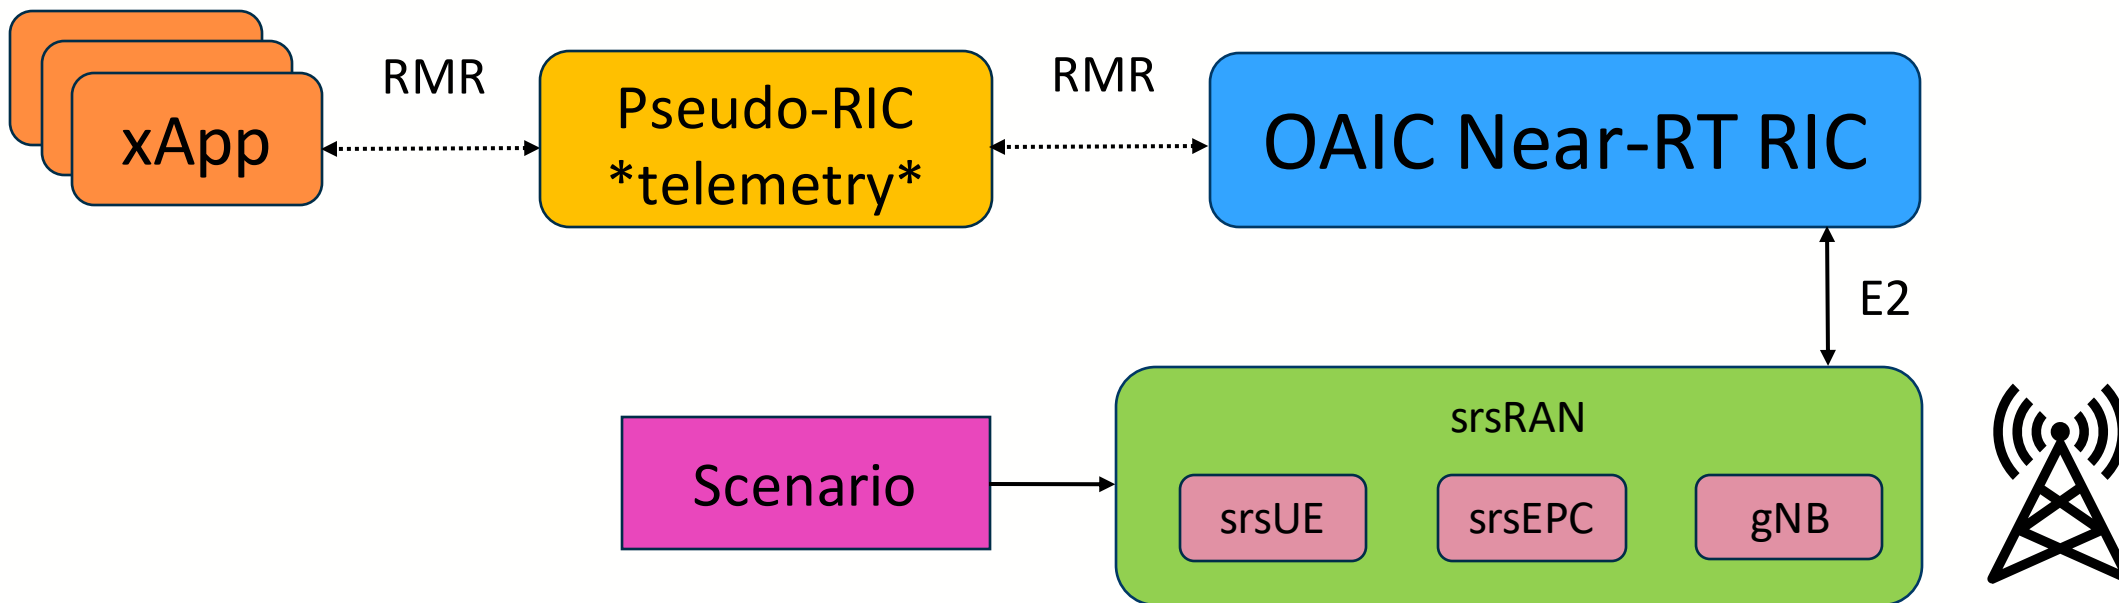 xApp
RMR
Pseudo-RIC
*telemetry*
RMR
OAIC Near-RT RIC
E2
Scenario
srsRAN
srsUE
srsEPC
gNB